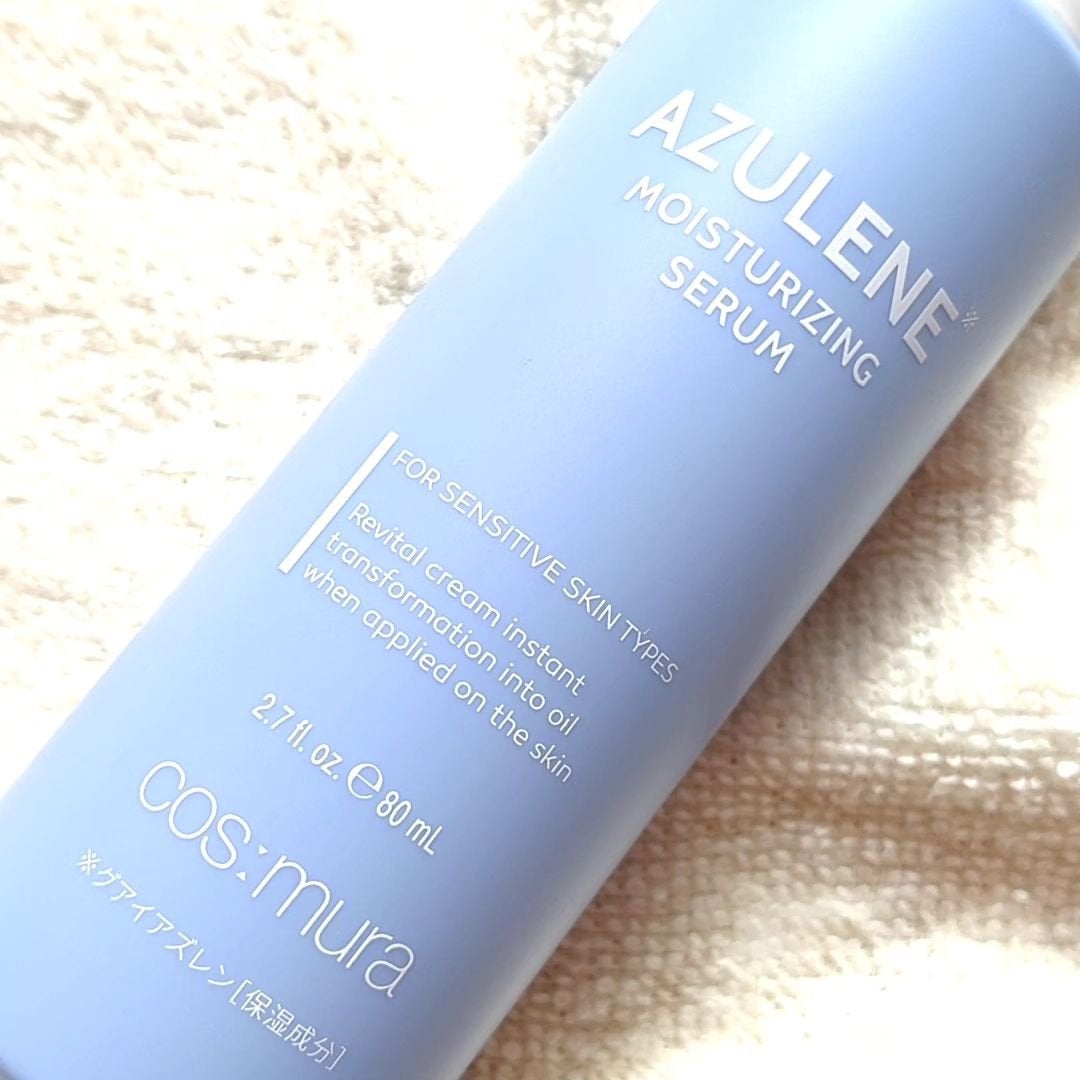 AZULENE※
MOISTURIZING
SERUM
FOR SENSITIVE SKIN TYPES
Revital cream instant
transformation into oil
when applied on the skin
2.7 fl. oz. ℮ 80 mL
cos:mura
※グアイアズレン[保湿成分]